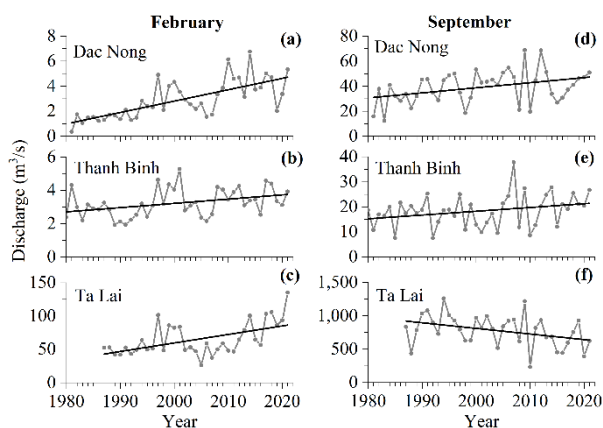 February
September
8
6
4
2
0
(a)
Dac Nong
80
60
40
20
0
(d)
Dac Nong
Discharge (m³/s)
6
4
2
0
(b)
Thanh Binh
40
30
20
10
0
(e)
Thanh Binh
150
100
50
0
(c)
Ta Lai
1,500
1,000
500
0
(f)
Ta Lai
1980 1990 2000 2010 2020
1980 1990 2000 2010 2020
Year
Year